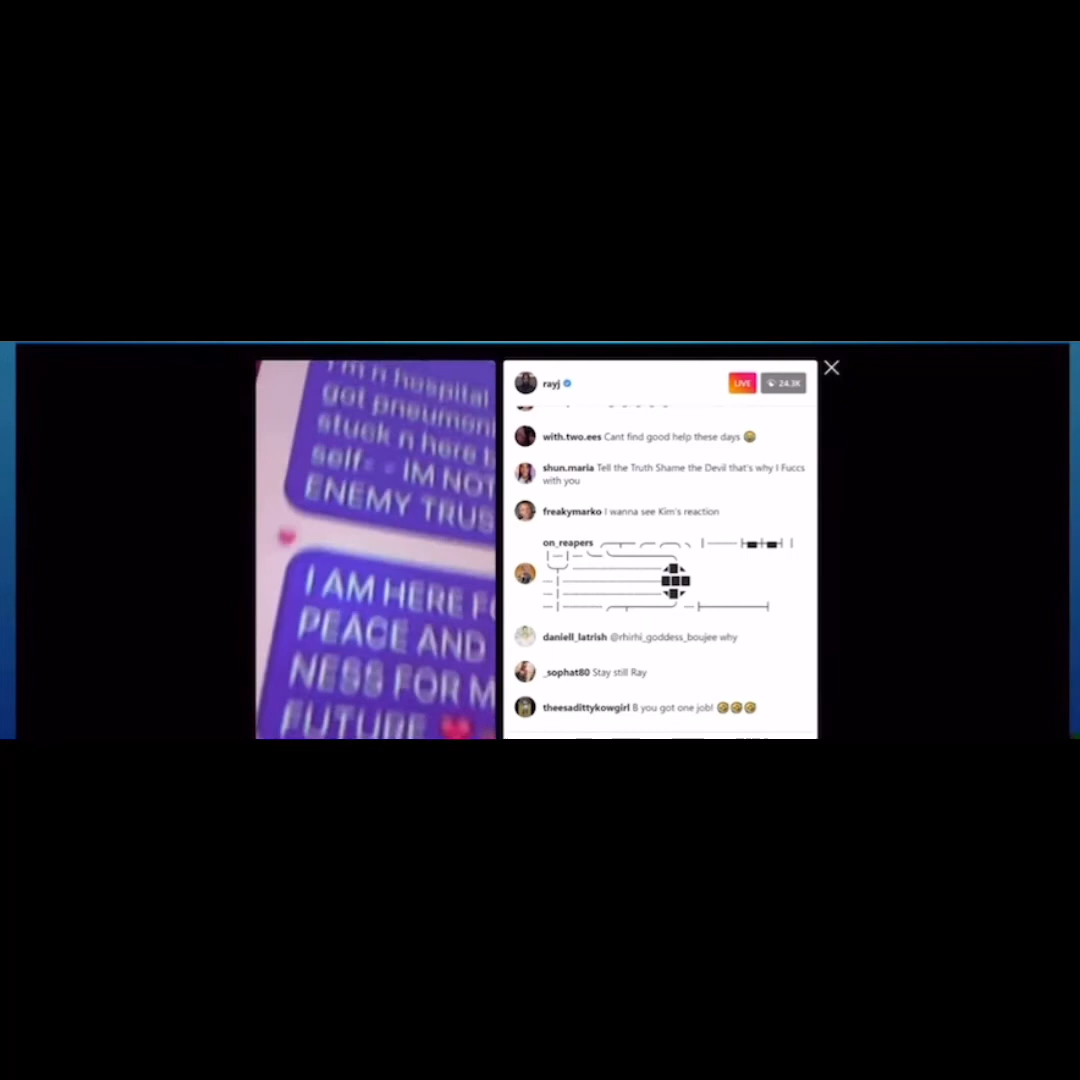 I'm n hospital
got pneumon
stuck n here b
self IM NOT
ENEMY TRUS
I AM HERE FO
PEACE AND
NESS FOR M
FUTURE
rayj
LIVE
24.3K
with.two.ees Cant find good help these days
shun.maria Tell the Truth Shame the Devil that's why I Fuccs
with you
freakymarko I wanna see Kim's reaction
on_reapers
daniell_latrish @rhirhi_goddess_boujee why
_sophat80 Stay still Ray
theesadittykowgirl B you got one job!